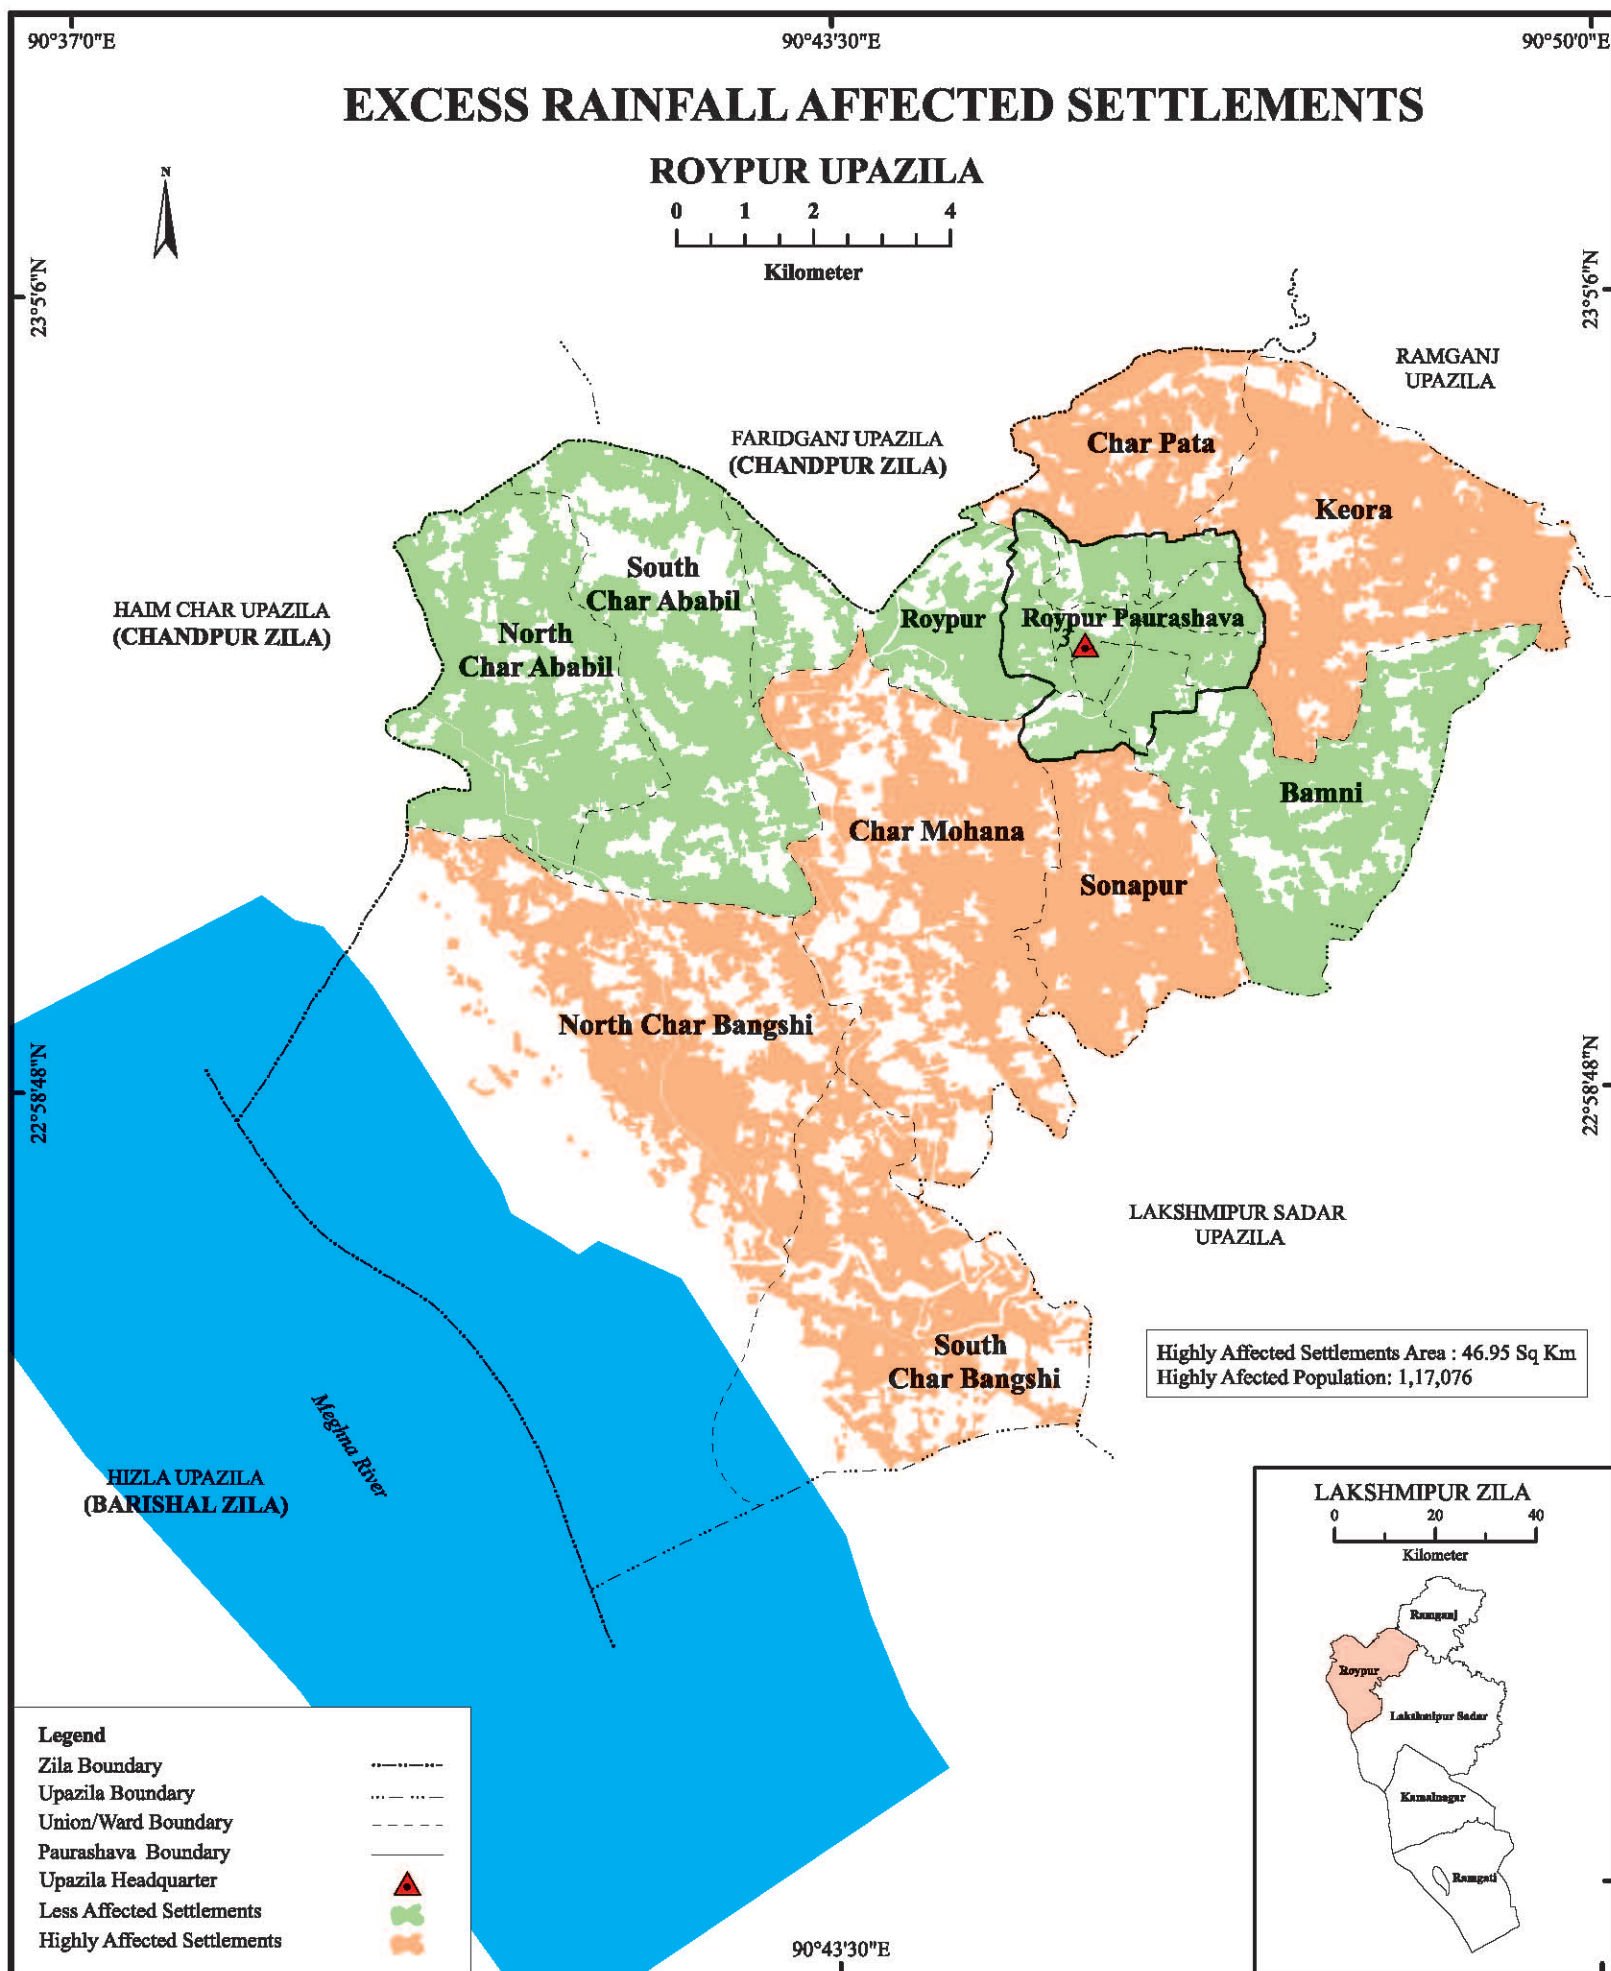 90°37'0"E
90°43'30"E
90°50'0"E
EXCESS RAINFALL AFFECTED SETTLEMENTS
ROYPUR UPAZILA
N
0 1 2 4
Kilometer
23°5'6"N
23°5'6"N
RAMGANJ
UPAZILA
FARIDGANJ UPAZILA
(CHANDPUR ZILA)
Char Pata
Keora
South
Char Ababil
HAIM CHAR UPAZILA
(CHANDPUR ZILA)
North
Char Ababil
Roypur
Roypur Paurashava
3
Bamni
Char Mohana
Sonapur
North Char Bangshi
22°58'48"N
22°58'48"N
LAKSHMIPUR SADAR
UPAZILA
South
Char Bangshi
Highly Affected Settlements Area : 46.95 Sq Km
Highly Afected Population: 1,17,076
Meghna River
HIZLA UPAZILA
(BARISHAL ZILA)
LAKSHMIPUR ZILA
0 20 40
Kilometer
Ramganj
Roypur
Lakshmipur Sadar
Kamalnagar
Ramgati
Legend
Zila Boundary
Upazila Boundary
Union/Ward Boundary
Paurashava Boundary
Upazila Headquarter
Less Affected Settlements
Highly Affected Settlements
90°43'30"E